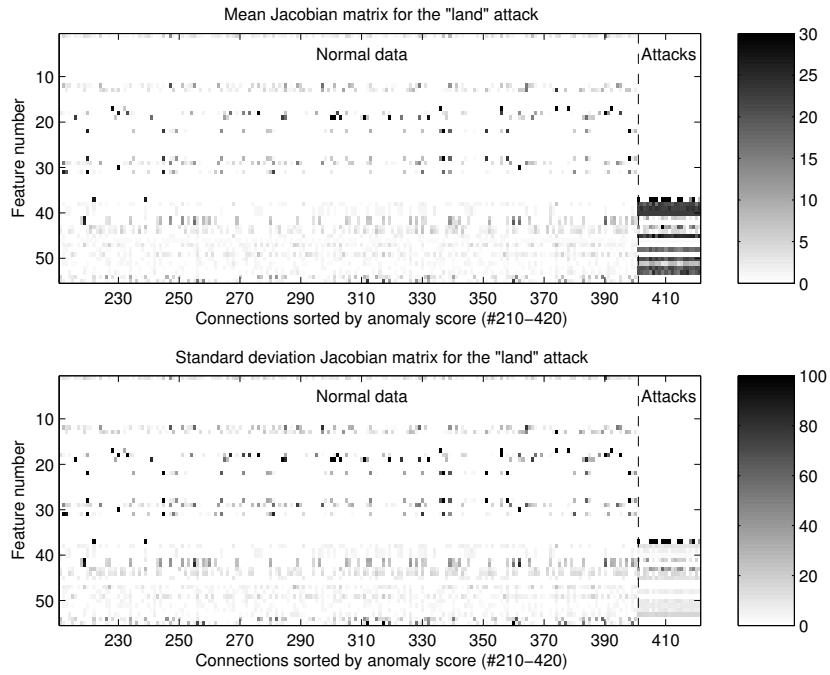 Mean Jacobian matrix for the "land" attack
Normal data
Attacks
Feature number
10
20
30
40
50
230 250 270 290 310 330 350 370 390 410
Connections sorted by anomaly score (#210−420)
30
25
20
15
10
5
0
Standard deviation Jacobian matrix for the "land" attack
Normal data
Attacks
Feature number
10
20
30
40
50
230 250 270 290 310 330 350 370 390 410
Connections sorted by anomaly score (#210−420)
100
80
60
40
20
0